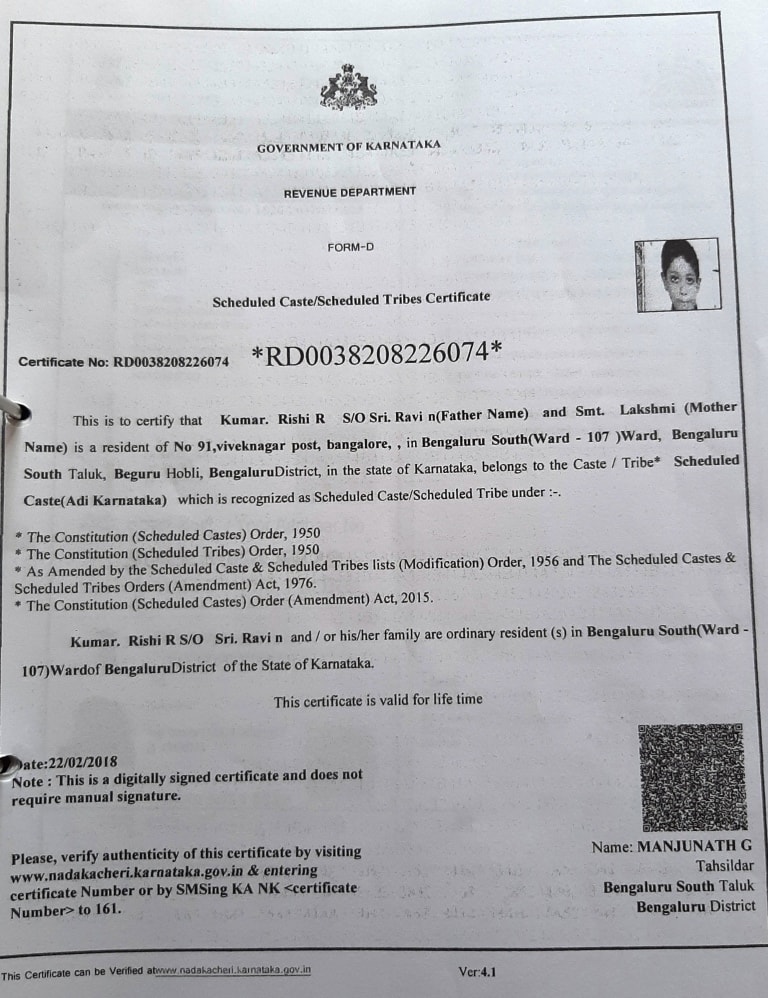 GOVERNMENT OF KARNATAKA
REVENUE DEPARTMENT
FORM-D
Scheduled Caste/Scheduled Tribes Certificate
Certificate No: RD0038208226074 *RD0038208226074*
This is to certify that Kumar. Rishi R S/O Sri. Ravi n(Father Name) and Smt. Lakshmi (Mother
Name) is a resident of No 91,viveknagar post, bangalore, , in Bengaluru South(Ward - 107 )Ward, Bengaluru
South Taluk, Beguru Hobli, BengaluruDistrict, in the state of Karnataka, belongs to the Caste / Tribe* Scheduled
Caste(Adi Karnataka) which is recognized as Scheduled Caste/Scheduled Tribe under :-.
* The Constitution (Scheduled Castes) Order, 1950
* The Constitution (Scheduled Tribes) Order, 1950
* As Amended by the Scheduled Caste & Scheduled Tribes lists (Modification) Order, 1956 and The Scheduled Castes &
Scheduled Tribes Orders (Amendment) Act, 1976.
* The Constitution (Scheduled Castes) Order (Amendment) Act, 2015.
Kumar. Rishi R S/O Sri. Ravi n and / or his/her family are ordinary resident (s) in Bengaluru South(Ward -
107)Wardof BengaluruDistrict of the State of Karnataka.
This certificate is valid for life time
Date:22/02/2018
Note : This is a digitally signed certificate and does not
require manual signature.
Please, verify authenticity of this certificate by visiting
www.nadakacheri.karnataka.gov.in & entering
certificate Number or by SMSing KA NK <certificate
Number> to 161.
Name: MANJUNATH G
Tahsildar
Bengaluru South Taluk
Bengaluru District
This Certificate can be Verified atwww.nadakacheri.karnataka.gov.in Ver:4.1